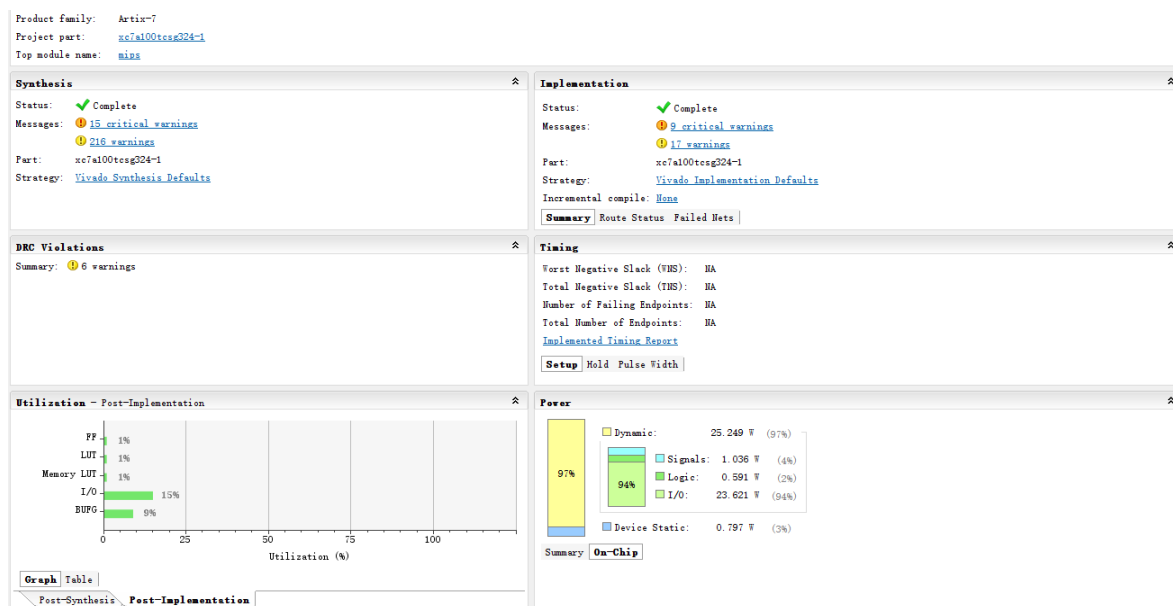 Product family: Artix-7
Project part: xc7a100tcsg324-1
Top module name: mips
Synthesis
Status: Complete
Messages: 15 critical warnings
216 warnings
Part: xc7a100tcsg324-1
Strategy: Vivado Synthesis Defaults
Implementation
Status: Complete
Messages: 9 critical warnings
17 warnings
Part: xc7a100tcsg324-1
Strategy: Vivado Implementation Defaults
Incremental compile: None
Summary Route Status Failed Nets
DRC Violations
Summary: 6 warnings
Timing
Worst Negative Slack (WNS): NA
Total Negative Slack (TNS): NA
Number of Failing Endpoints: NA
Total Number of Endpoints: NA
Implemented Timing Report
Setup Hold Pulse Width
Utilization - Post-Implementation
FF 1%
LUT 1%
Memory LUT 1%
I/O 15%
BUFG 9%
0 25 50 75 100
Utilization (%)
Graph Table
Post-Synthesis Post-Implementation
Power
97%
Dynamic: 25.249 W (97%)
94%
Signals: 1.036 W (4%)
Logic: 0.591 W (2%)
I/O: 23.621 W (94%)
Device Static: 0.797 W (3%)
Summary On-Chip